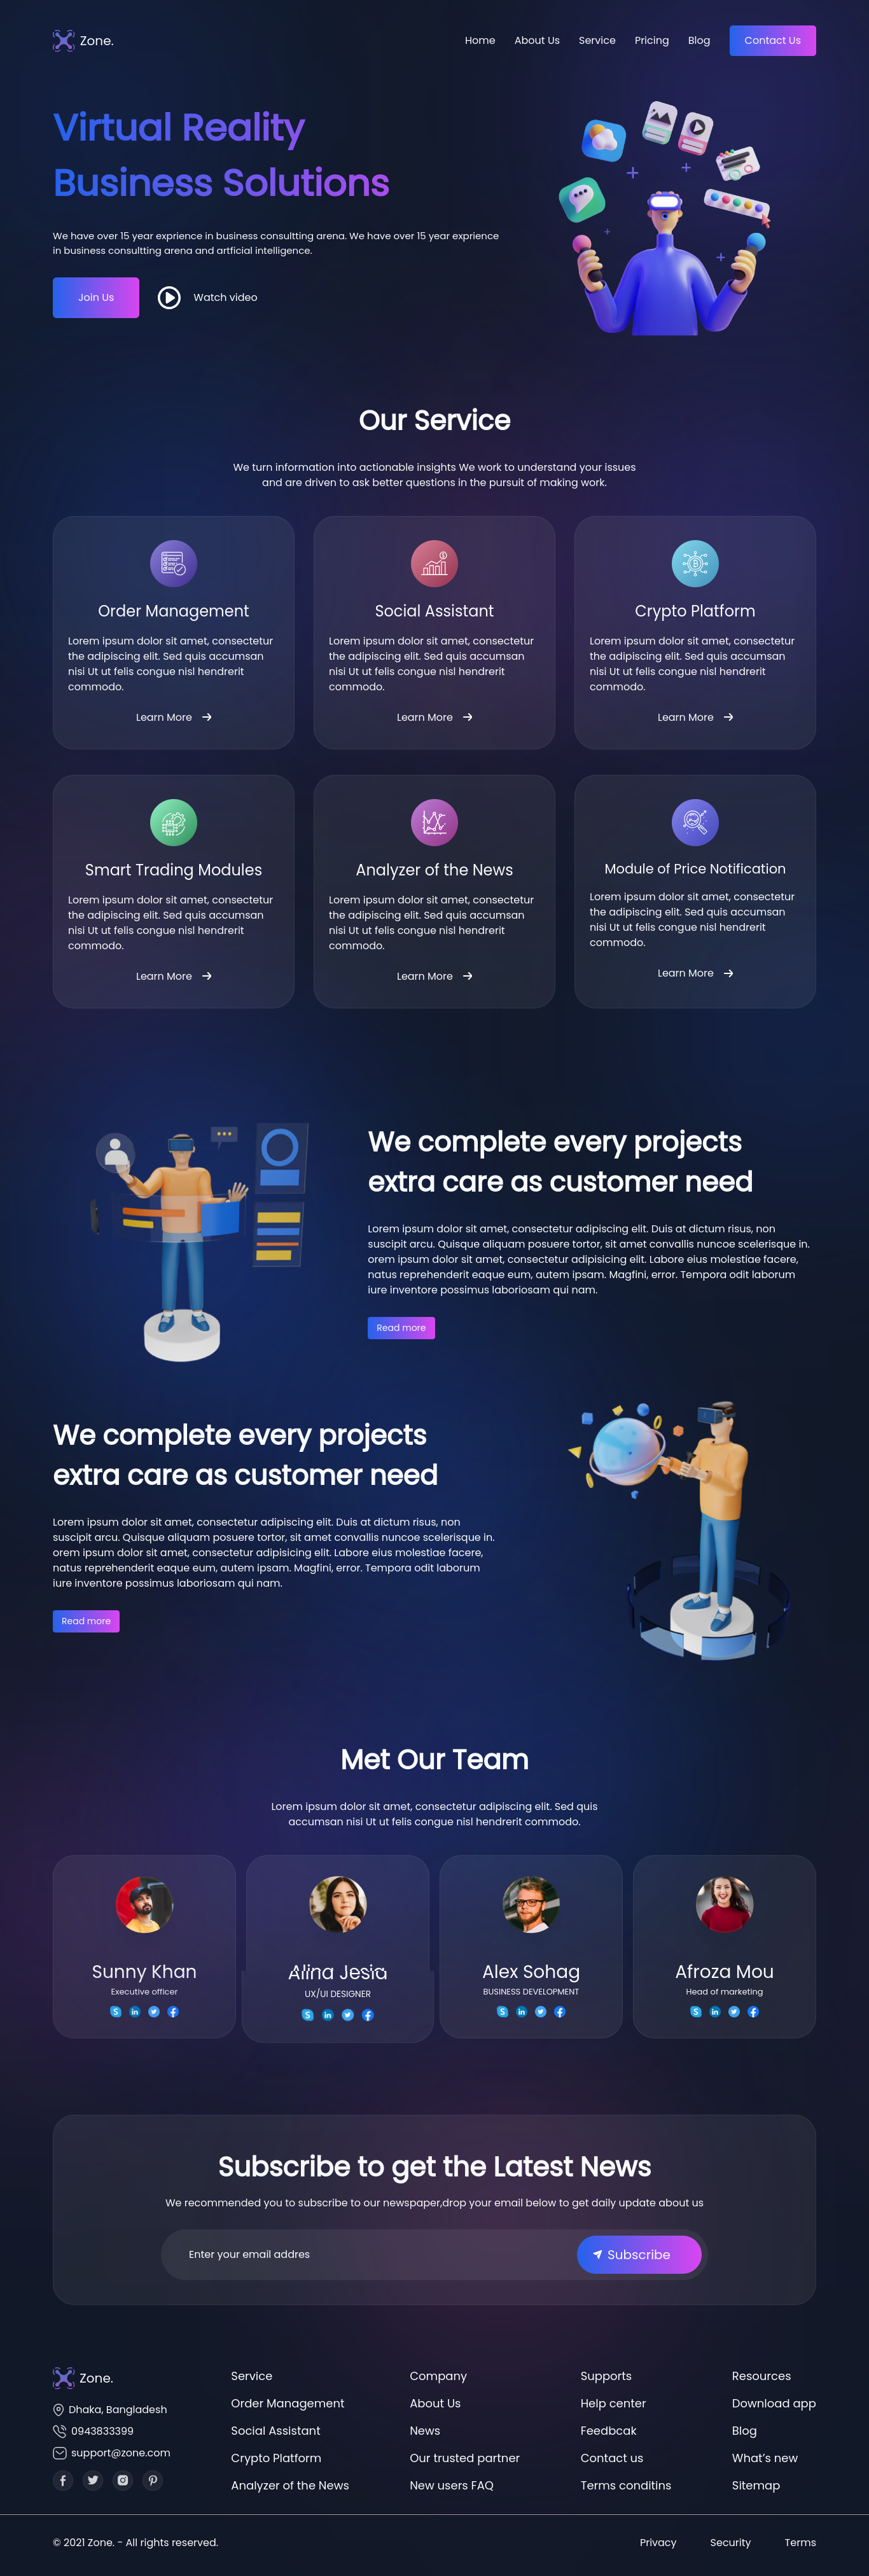 Zone.
Home About Us Service Pricing Blog Contact Us
Virtual Reality
Business Solutions
We have over 15 year exprience in business consultting arena. We have over 15 year exprience
in business consultting arena and artficial intelligence.
Join Us Watch video
Our Service
We turn information into actionable insights We work to understand your issues
and are driven to ask better questions in the pursuit of making work.
Order Management
Lorem ipsum dolor sit amet, consectetur
the adipiscing elit. Sed quis accumsan
nisi Ut ut felis congue nisl hendrerit
commodo.
Learn More
Social Assistant
Lorem ipsum dolor sit amet, consectetur
the adipiscing elit. Sed quis accumsan
nisi Ut ut felis congue nisl hendrerit
commodo.
Learn More
Crypto Platform
Lorem ipsum dolor sit amet, consectetur
the adipiscing elit. Sed quis accumsan
nisi Ut ut felis congue nisl hendrerit
commodo.
Learn More
Smart Trading Modules
Lorem ipsum dolor sit amet, consectetur
the adipiscing elit. Sed quis accumsan
nisi Ut ut felis congue nisl hendrerit
commodo.
Learn More
Analyzer of the News
Lorem ipsum dolor sit amet, consectetur
the adipiscing elit. Sed quis accumsan
nisi Ut ut felis congue nisl hendrerit
commodo.
Learn More
Module of Price Notification
Lorem ipsum dolor sit amet, consectetur
the adipiscing elit. Sed quis accumsan
nisi Ut ut felis congue nisl hendrerit
commodo.
Learn More
We complete every projects
extra care as customer need
Lorem ipsum dolor sit amet, consectetur adipiscing elit. Duis at dictum risus, non
suscipit arcu. Quisque aliquam posuere tortor, sit amet convallis nuncoe scelerisque in.
orem ipsum dolor sit amet, consectetur adipisicing elit. Labore eius molestiae facere,
natus reprehenderit eaque eum, autem ipsam. Magfini, error. Tempora odit laborum
iure inventore possimus laboriosam qui nam.
Read more
We complete every projects
extra care as customer need
Lorem ipsum dolor sit amet, consectetur adipiscing elit. Duis at dictum risus, non
suscipit arcu. Quisque aliquam posuere tortor, sit amet convallis nuncoe scelerisque in.
orem ipsum dolor sit amet, consectetur adipisicing elit. Labore eius molestiae facere,
natus reprehenderit eaque eum, autem ipsam. Magfini, error. Tempora odit laborum
iure inventore possimus laboriosam qui nam.
Read more
Met Our Team
Lorem ipsum dolor sit amet, consectetur adipiscing elit. Sed quis
accumsan nisi Ut ut felis congue nisl hendrerit commodo.
Sunny Khan
Executive officer
Alina Jesia
UX/UI DESIGNER
Alex Sohag
BUSINESS DEVELOPMENT
Afroza Mou
Head of marketing
Subscribe to get the Latest News
We recommended you to subscribe to our newspaper,drop your email below to get daily update about us
Enter your email addres Subscribe
Zone.
Dhaka, Bangladesh
0943833399
support@zone.com
Service
Order Management
Social Assistant
Crypto Platform
Analyzer of the News
Company
About Us
News
Our trusted partner
New users FAQ
Supports
Help center
Feedbcak
Contact us
Terms conditins
Resources
Download app
Blog
What's new
Sitemap
© 2021 Zone. - All rights reserved.
Privacy Security Terms